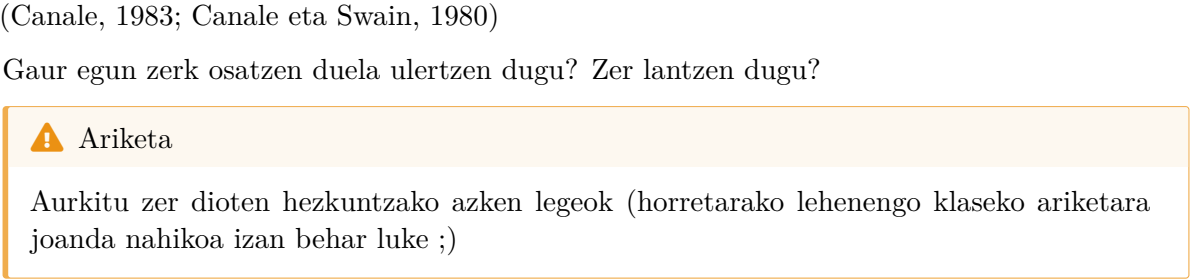 (Canale, 1983; Canale eta Swain, 1980)
Gaur egun zerk osatzen duela ulertzen dugu? Zer lantzen dugu?
Ariketa
Aurkitu zer dioten hezkuntzako azken legeok (horretarako lehenengo klaseko ariketara
joanda nahikoa izan behar luke ;)